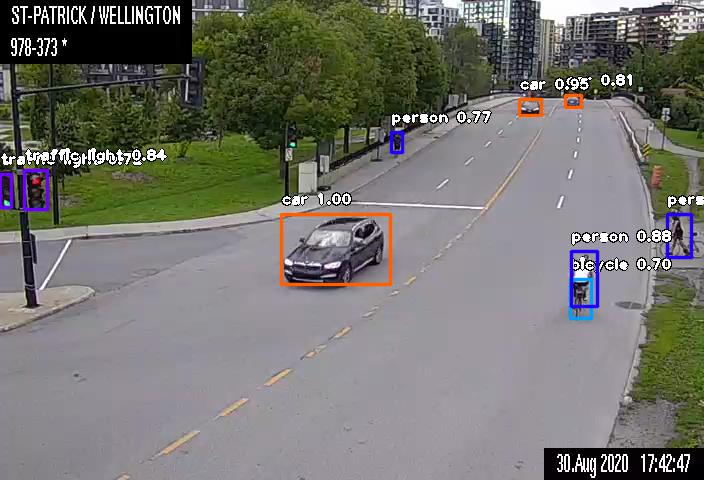 ST-PATRICK / WELLINGTON
978-373 *
car 0.95
0.81
person 0.77
traffic light 0.84
car 1.00
pers
person 0.88
bicycle 0.70
30.Aug 2020 17:42:47